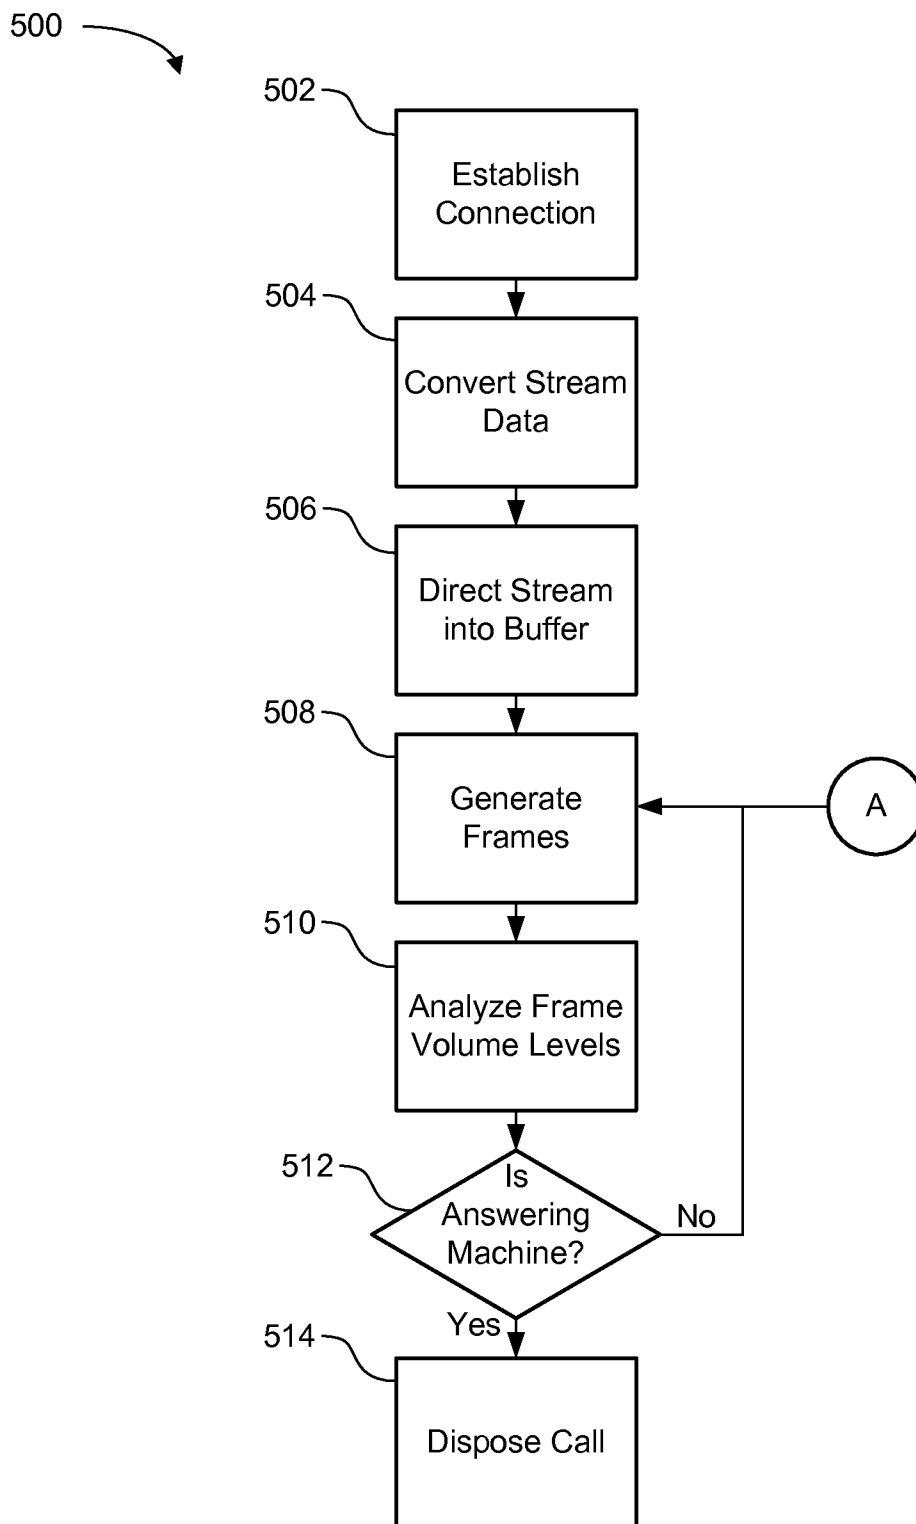 500
502
Establish
Connection
504
Convert Stream
Data
506
Direct Stream
into Buffer
508
Generate
Frames
A
510
Analyze Frame
Volume Levels
512
Is
Answering
Machine?
No
Yes
514
Dispose Call